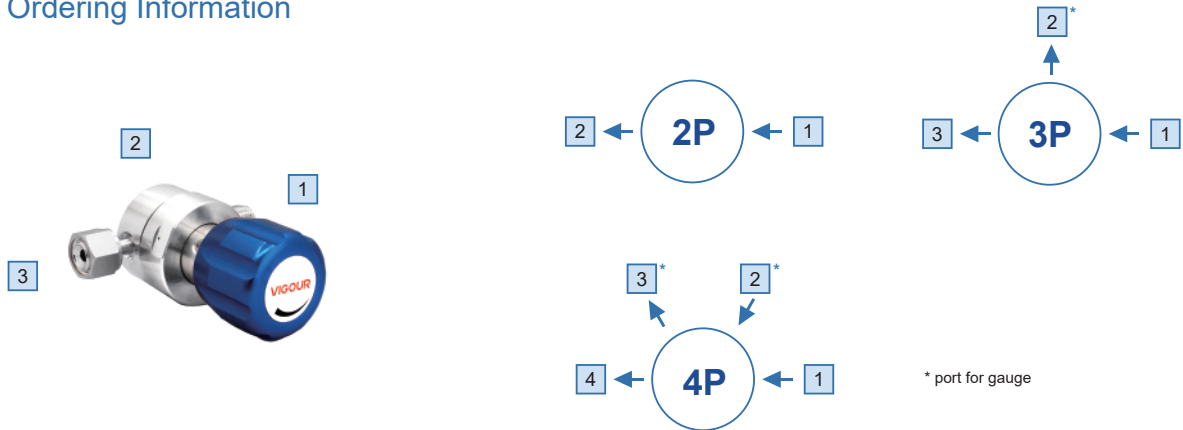 Ordering Information
2 *
2
1
2
2P
1
3
3P
1
3
VIGOUR
3 *
2 *
4
4P
1
* port for gauge